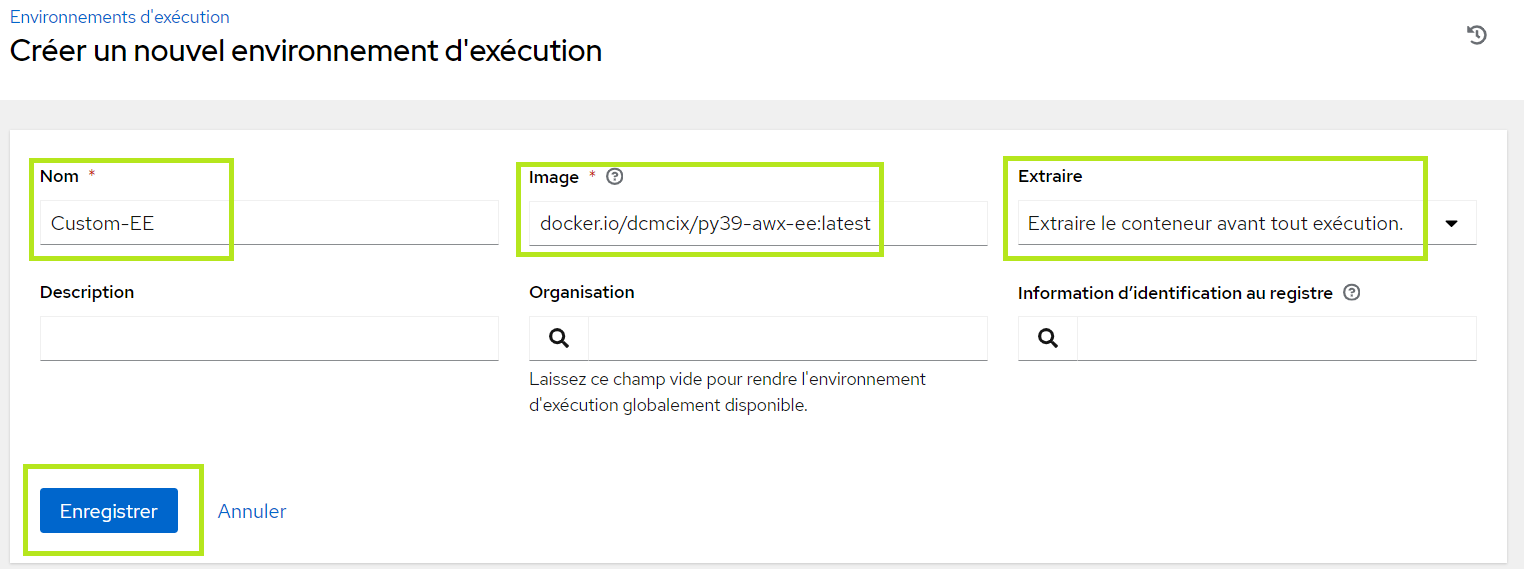 Environnements d'exécution
Créer un nouvel environnement d'exécution
Nom *
Image *
Extraire
Custom-EE
docker.io/dcmcix/py39-awx-ee:latest
Extraire le conteneur avant tout exécution.
Description
Organisation
Information d’identification au registre
Laissez ce champ vide pour rendre l'environnement
d'exécution globalement disponible.
Enregistrer
Annuler